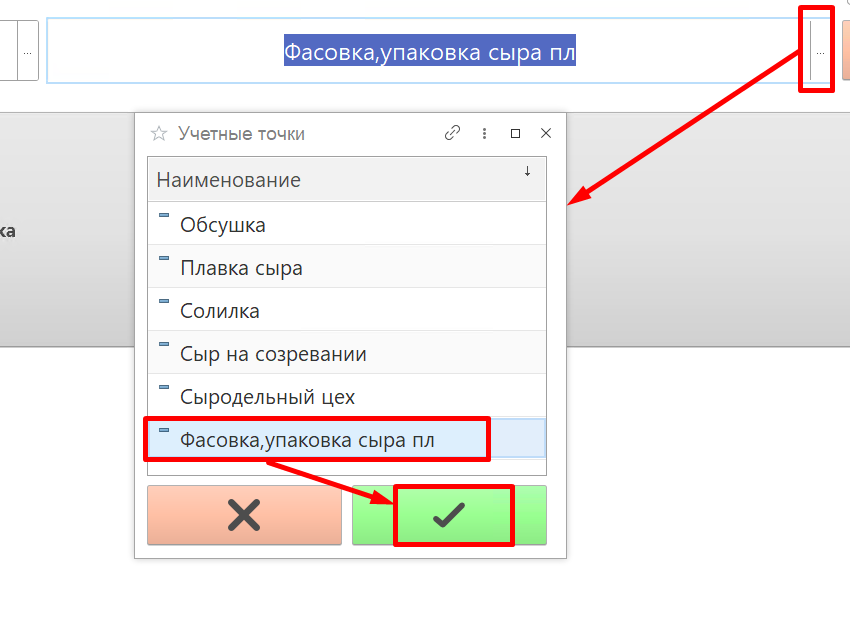 ...
Фасовка,упаковка сыра пл
...
Учетные точки
Наименование
ка
Обсушка
Плавка сыра
Солилка
Сыр на созревании
Сыродельный цех
Фасовка,упаковка сыра пл